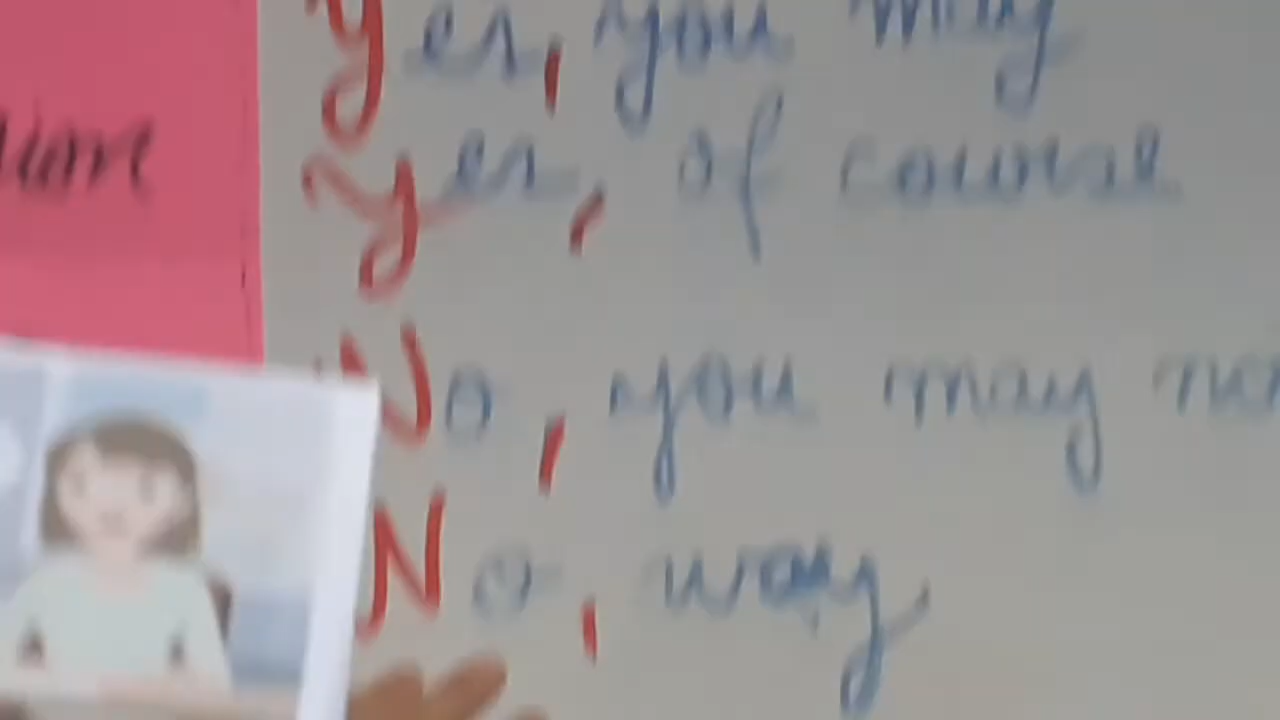 Yes, you may
Yes, of course
No, you may
No, way